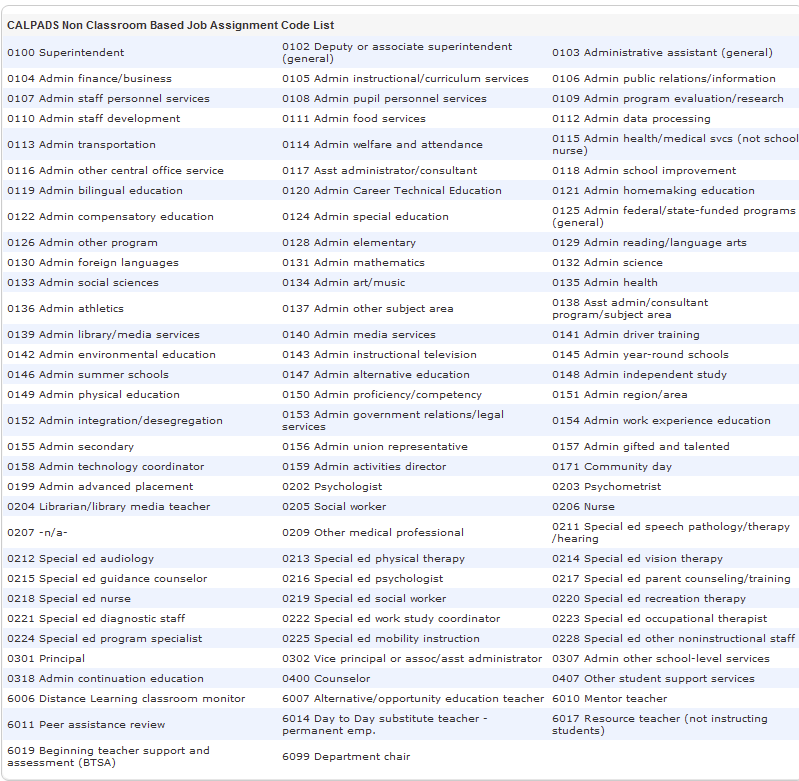 CALPADS Non Classroom Based Job Assignment Code List
0100 Superintendent
0102 Deputy or associate superintendent
(general)
0103 Administrative assistant (general)
0104 Admin finance/business
0105 Admin instructional/curriculum services
0106 Admin public relations/information
0107 Admin staff personnel services
0108 Admin pupil personnel services
0109 Admin program evaluation/research
0110 Admin staff development
0111 Admin food services
0112 Admin data processing
0113 Admin transportation
0114 Admin welfare and attendance
0115 Admin health/medical svcs (not school
nurse)
0116 Admin other central office service
0117 Asst administrator/consultant
0118 Admin school improvement
0119 Admin bilingual education
0120 Admin Career Technical Education
0121 Admin homemaking education
0122 Admin compensatory education
0124 Admin special education
0125 Admin federal/state-funded programs
(general)
0126 Admin other program
0128 Admin elementary
0129 Admin reading/language arts
0130 Admin foreign languages
0131 Admin mathematics
0132 Admin science
0133 Admin social sciences
0134 Admin art/music
0135 Admin health
0136 Admin athletics
0137 Admin other subject area
0138 Asst admin/consultant
program/subject area
0139 Admin library/media services
0140 Admin media services
0141 Admin driver training
0142 Admin environmental education
0143 Admin instructional television
0145 Admin year-round schools
0146 Admin summer schools
0147 Admin alternative education
0148 Admin independent study
0149 Admin physical education
0150 Admin proficiency/competency
0151 Admin region/area
0152 Admin integration/desegregation
0153 Admin government relations/legal
services
0154 Admin work experience education
0155 Admin secondary
0156 Admin union representative
0157 Admin gifted and talented
0158 Admin technology coordinator
0159 Admin activities director
0171 Community day
0199 Admin advanced placement
0202 Psychologist
0203 Psychometrist
0204 Librarian/library media teacher
0205 Social worker
0206 Nurse
0207 -n/a-
0209 Other medical professional
0211 Special ed speech pathology/therapy
/hearing
0212 Special ed audiology
0213 Special ed physical therapy
0214 Special ed vision therapy
0215 Special ed guidance counselor
0216 Special ed psychologist
0217 Special ed parent counseling/training
0218 Special ed nurse
0219 Special ed social worker
0220 Special ed recreation therapy
0221 Special ed diagnostic staff
0222 Special ed work study coordinator
0223 Special ed occupational therapist
0224 Special ed program specialist
0225 Special ed mobility instruction
0228 Special ed other noninstructional staff
0301 Principal
0302 Vice principal or assoc/asst administrator
0307 Admin other school-level services
0318 Admin continuation education
0400 Counselor
0407 Other student support services
6006 Distance Learning classroom monitor
6007 Alternative/opportunity education teacher
6010 Mentor teacher
6011 Peer assistance review
6014 Day to Day substitute teacher -
permanent emp.
6017 Resource teacher (not instructing
students)
6019 Beginning teacher support and
assessment (BTSA)
6099 Department chair